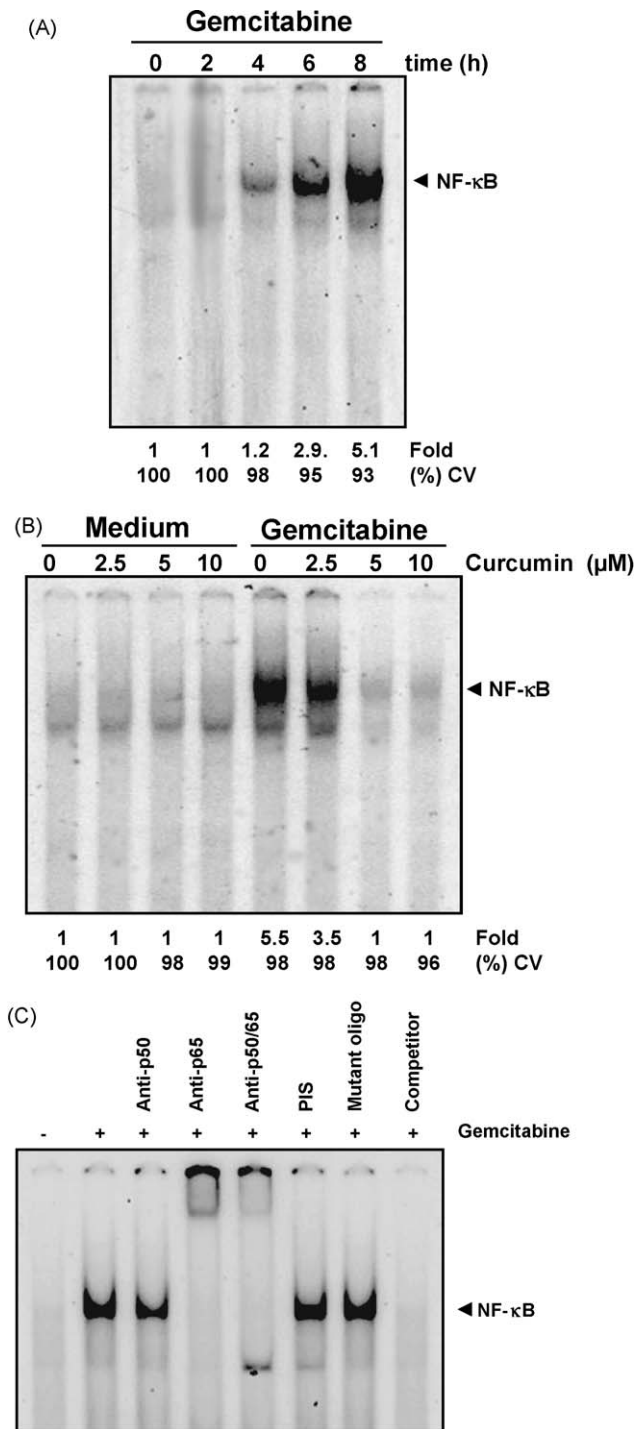 (A)
Gemcitabine
0 2 4 6 8 time (h)
◄ NF-κB
1 1 1.2 2.9. 5.1 Fold
100 100 98 95 93 (%) CV
(B)
Medium Gemcitabine
0 2.5 5 10 0 2.5 5 10 Curcumin (µM)
◄ NF-κB
1 1 1 1 5.5 3.5 1 1 Fold
100 100 98 99 98 98 98 96 (%) CV
(C)
Anti-p50
Anti-p65
Anti-p50/65
PIS
Mutant oligo
Competitor
- + + + + + + + Gemcitabine
◄ NF-κB